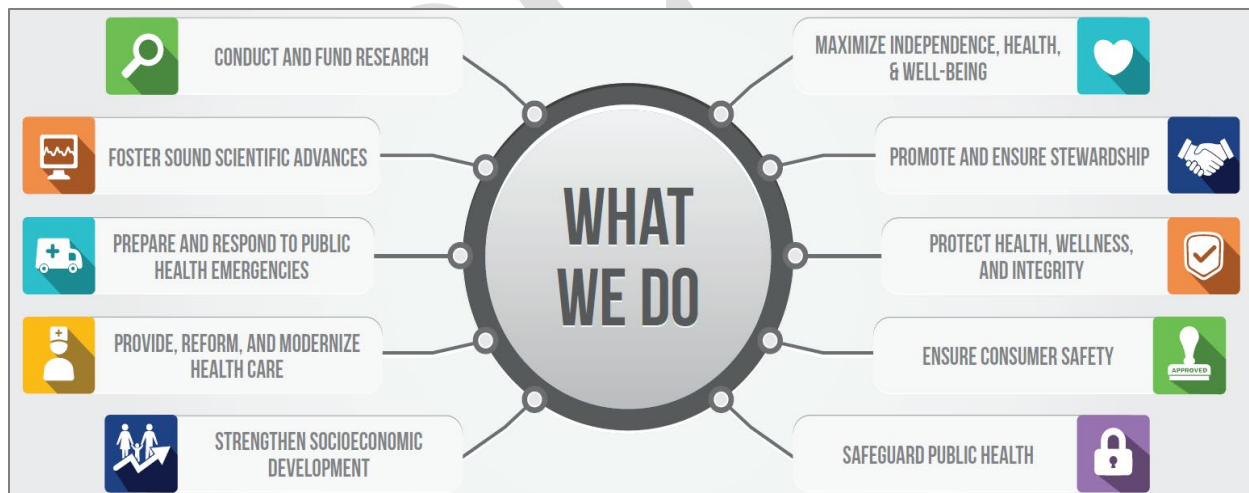 CONDUCT AND FUND RESEARCH
FOSTER SOUND SCIENTIFIC ADVANCES
PREPARE AND RESPOND TO PUBLIC
HEALTH EMERGENCIES
PROVIDE, REFORM, AND MODERNIZE
HEALTH CARE
STRENGTHEN SOCIOECONOMIC
DEVELOPMENT
WHAT
WE DO
MAXIMIZE INDEPENDENCE, HEALTH,
& WELL-BEING
PROMOTE AND ENSURE STEWARDSHIP
PROTECT HEALTH, WELLNESS,
AND INTEGRITY
ENSURE CONSUMER SAFETY
APPROVED
SAFEGUARD PUBLIC HEALTH